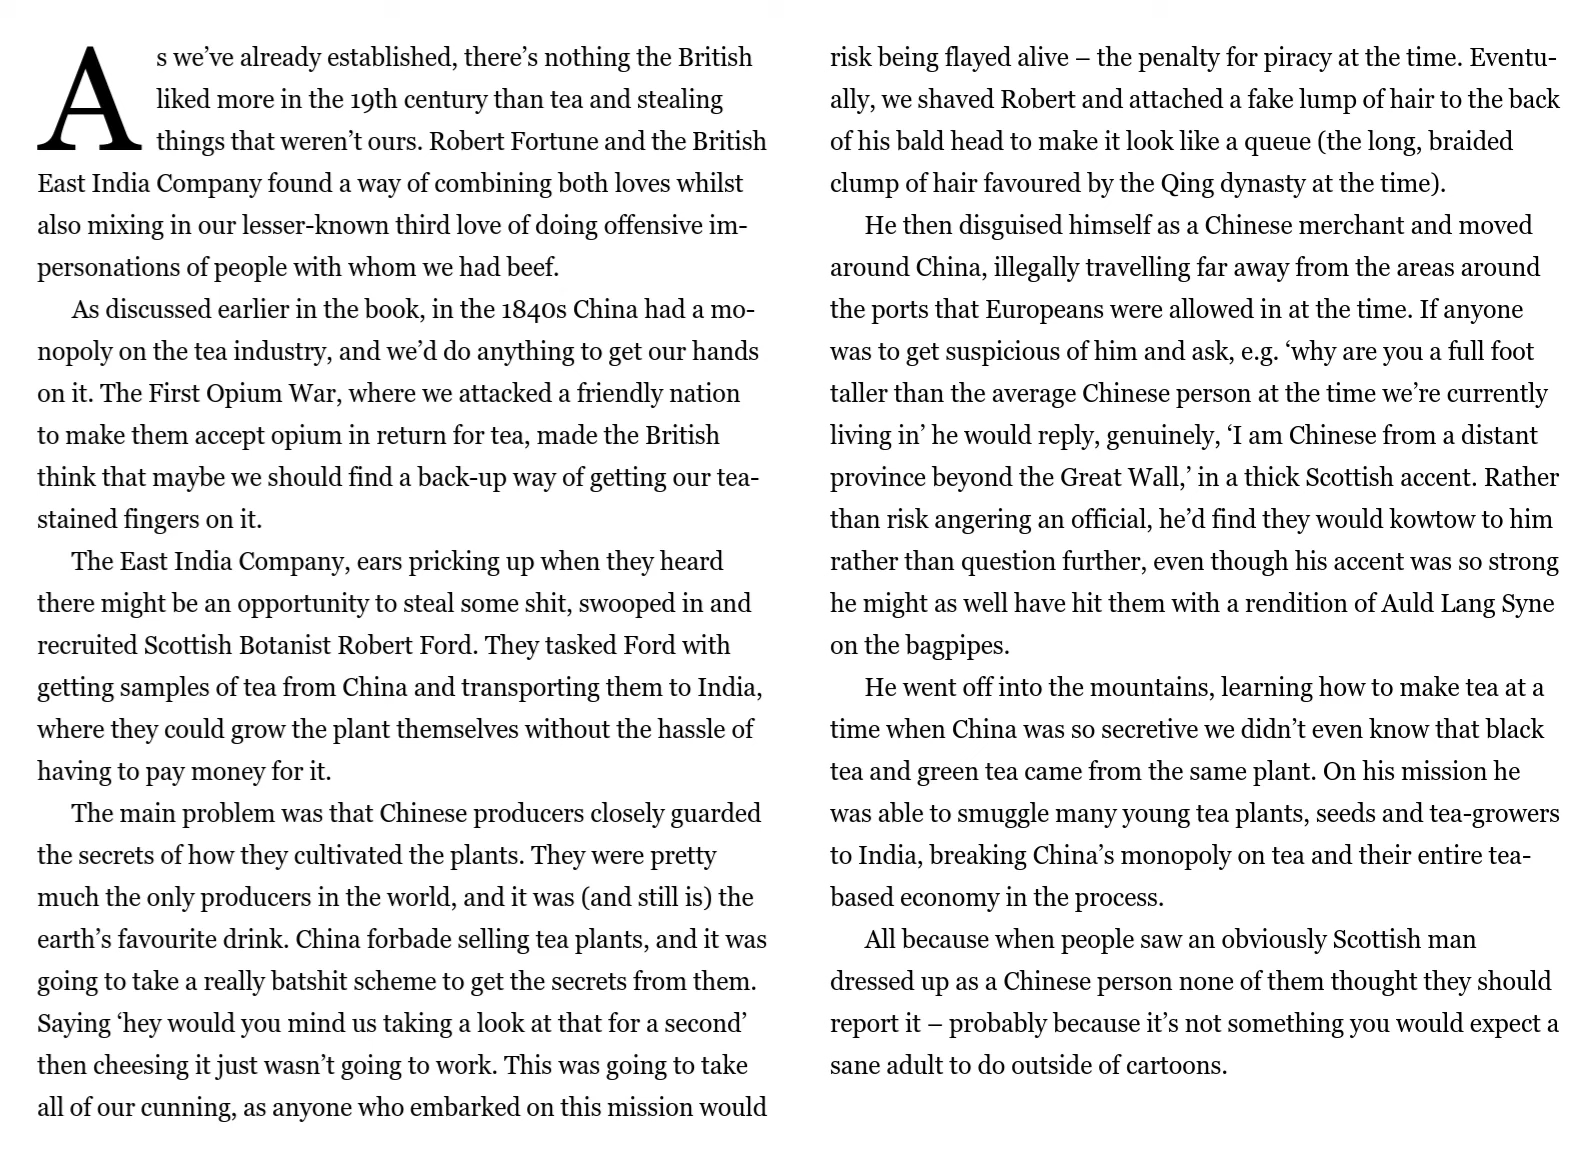 As we’ve already established, there’s nothing the British
liked more in the 19th century than tea and stealing
things that weren’t ours. Robert Fortune and the British
East India Company found a way of combining both loves whilst
also mixing in our lesser-known third love of doing offensive im-
personations of people with whom we had beef.
As discussed earlier in the book, in the 1840s China had a mo-
nopoly on the tea industry, and we’d do anything to get our hands
on it. The First Opium War, where we attacked a friendly nation
to make them accept opium in return for tea, made the British
think that maybe we should find a back-up way of getting our tea-
stained fingers on it.
The East India Company, ears pricking up when they heard
there might be an opportunity to steal some shit, swooped in and
recruited Scottish Botanist Robert Ford. They tasked Ford with
getting samples of tea from China and transporting them to India,
where they could grow the plant themselves without the hassle of
having to pay money for it.
The main problem was that Chinese producers closely guarded
the secrets of how they cultivated the plants. They were pretty
much the only producers in the world, and it was (and still is) the
earth’s favourite drink. China forbade selling tea plants, and it was
going to take a really batshit scheme to get the secrets from them.
Saying ‘hey would you mind us taking a look at that for a second’
then cheesing it just wasn’t going to work. This was going to take
all of our cunning, as anyone who embarked on this mission would
risk being flayed alive – the penalty for piracy at the time. Eventu-
ally, we shaved Robert and attached a fake lump of hair to the back
of his bald head to make it look like a queue (the long, braided
clump of hair favoured by the Qing dynasty at the time).
He then disguised himself as a Chinese merchant and moved
around China, illegally travelling far away from the areas around
the ports that Europeans were allowed in at the time. If anyone
was to get suspicious of him and ask, e.g. ‘why are you a full foot
taller than the average Chinese person at the time we’re currently
living in’ he would reply, genuinely, ‘I am Chinese from a distant
province beyond the Great Wall,’ in a thick Scottish accent. Rather
than risk angering an official, he’d find they would kowtow to him
rather than question further, even though his accent was so strong
he might as well have hit them with a rendition of Auld Lang Syne
on the bagpipes.
He went off into the mountains, learning how to make tea at a
time when China was so secretive we didn’t even know that black
tea and green tea came from the same plant. On his mission he
was able to smuggle many young tea plants, seeds and tea-growers
to India, breaking China’s monopoly on tea and their entire tea-
based economy in the process.
All because when people saw an obviously Scottish man
dressed up as a Chinese person none of them thought they should
report it – probably because it’s not something you would expect a
sane adult to do outside of cartoons.